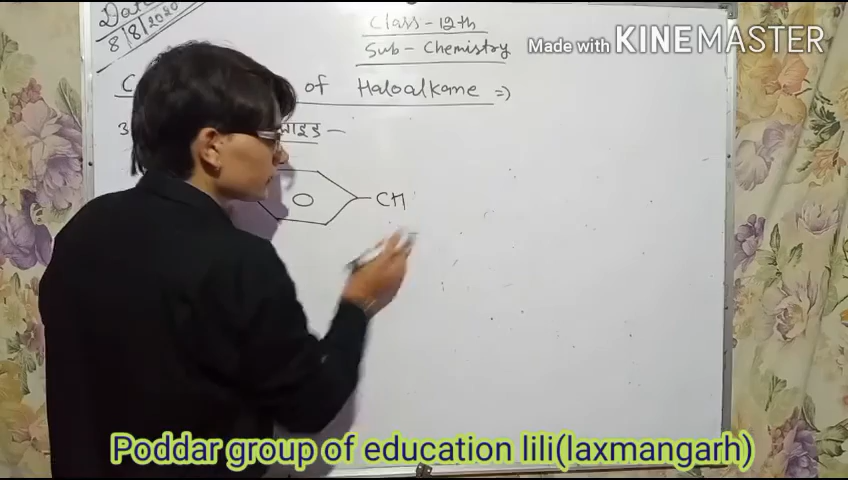 8/8/2020
Class - 12th
Sub - Chemistry
Made with KINEMASTER
of Haloalkane =>
CH
Poddar group of education lili(laxmangarh)